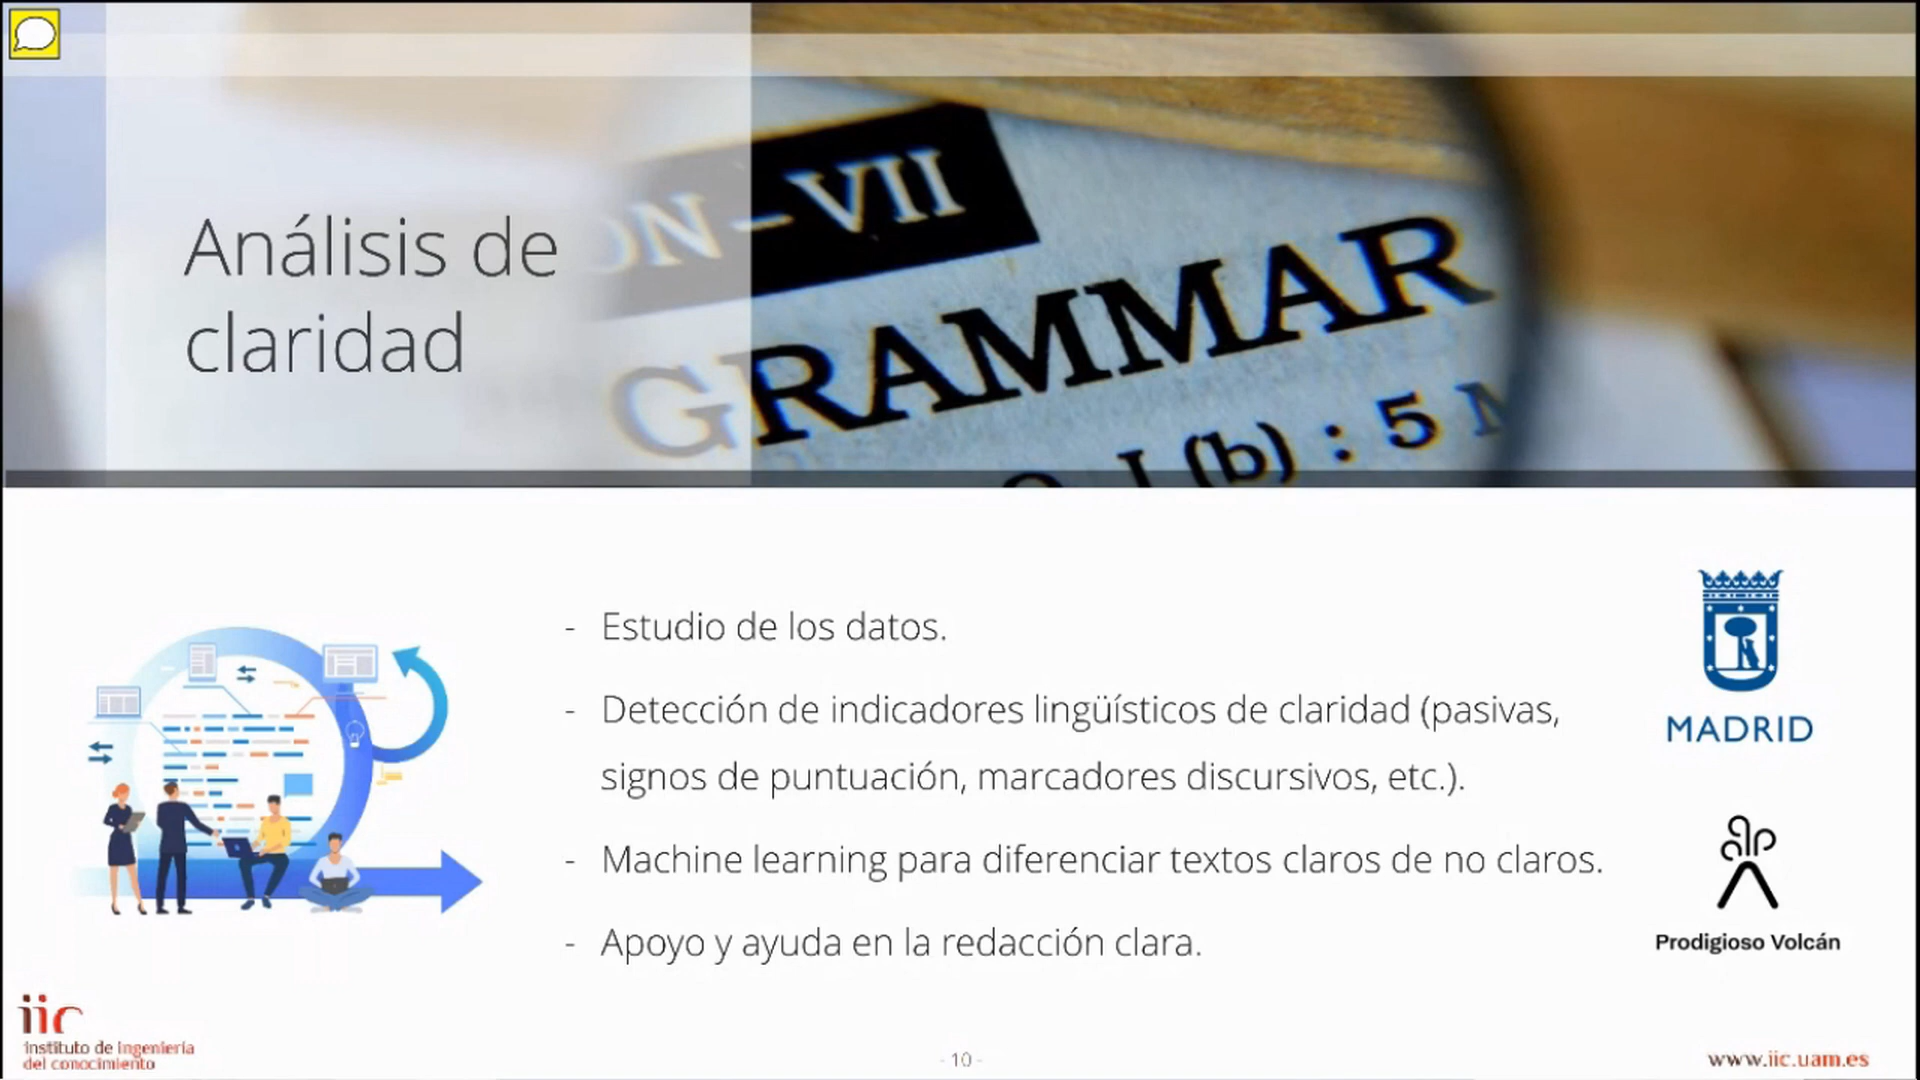 Análisis de
claridad
ON-VII
GRAMMAR
(b) : 5
- Estudio de los datos.
- Detección de indicadores lingüísticos de claridad (pasivas,
signos de puntuación, marcadores discursivos, etc.).
- Machine learning para diferenciar textos claros de no claros.
- Apoyo y ayuda en la redacción clara.
MADRID
Prodigioso Volcán
iic
instituto de ingeniería
del conocimiento
- 10 -
www.iic.uam.es